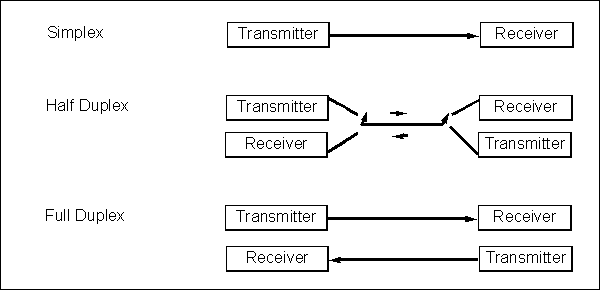 Simplex Transmitter Receiver
Half Duplex Transmitter Receiver
Receiver Transmitter
Full Duplex Transmitter Receiver
Receiver Transmitter